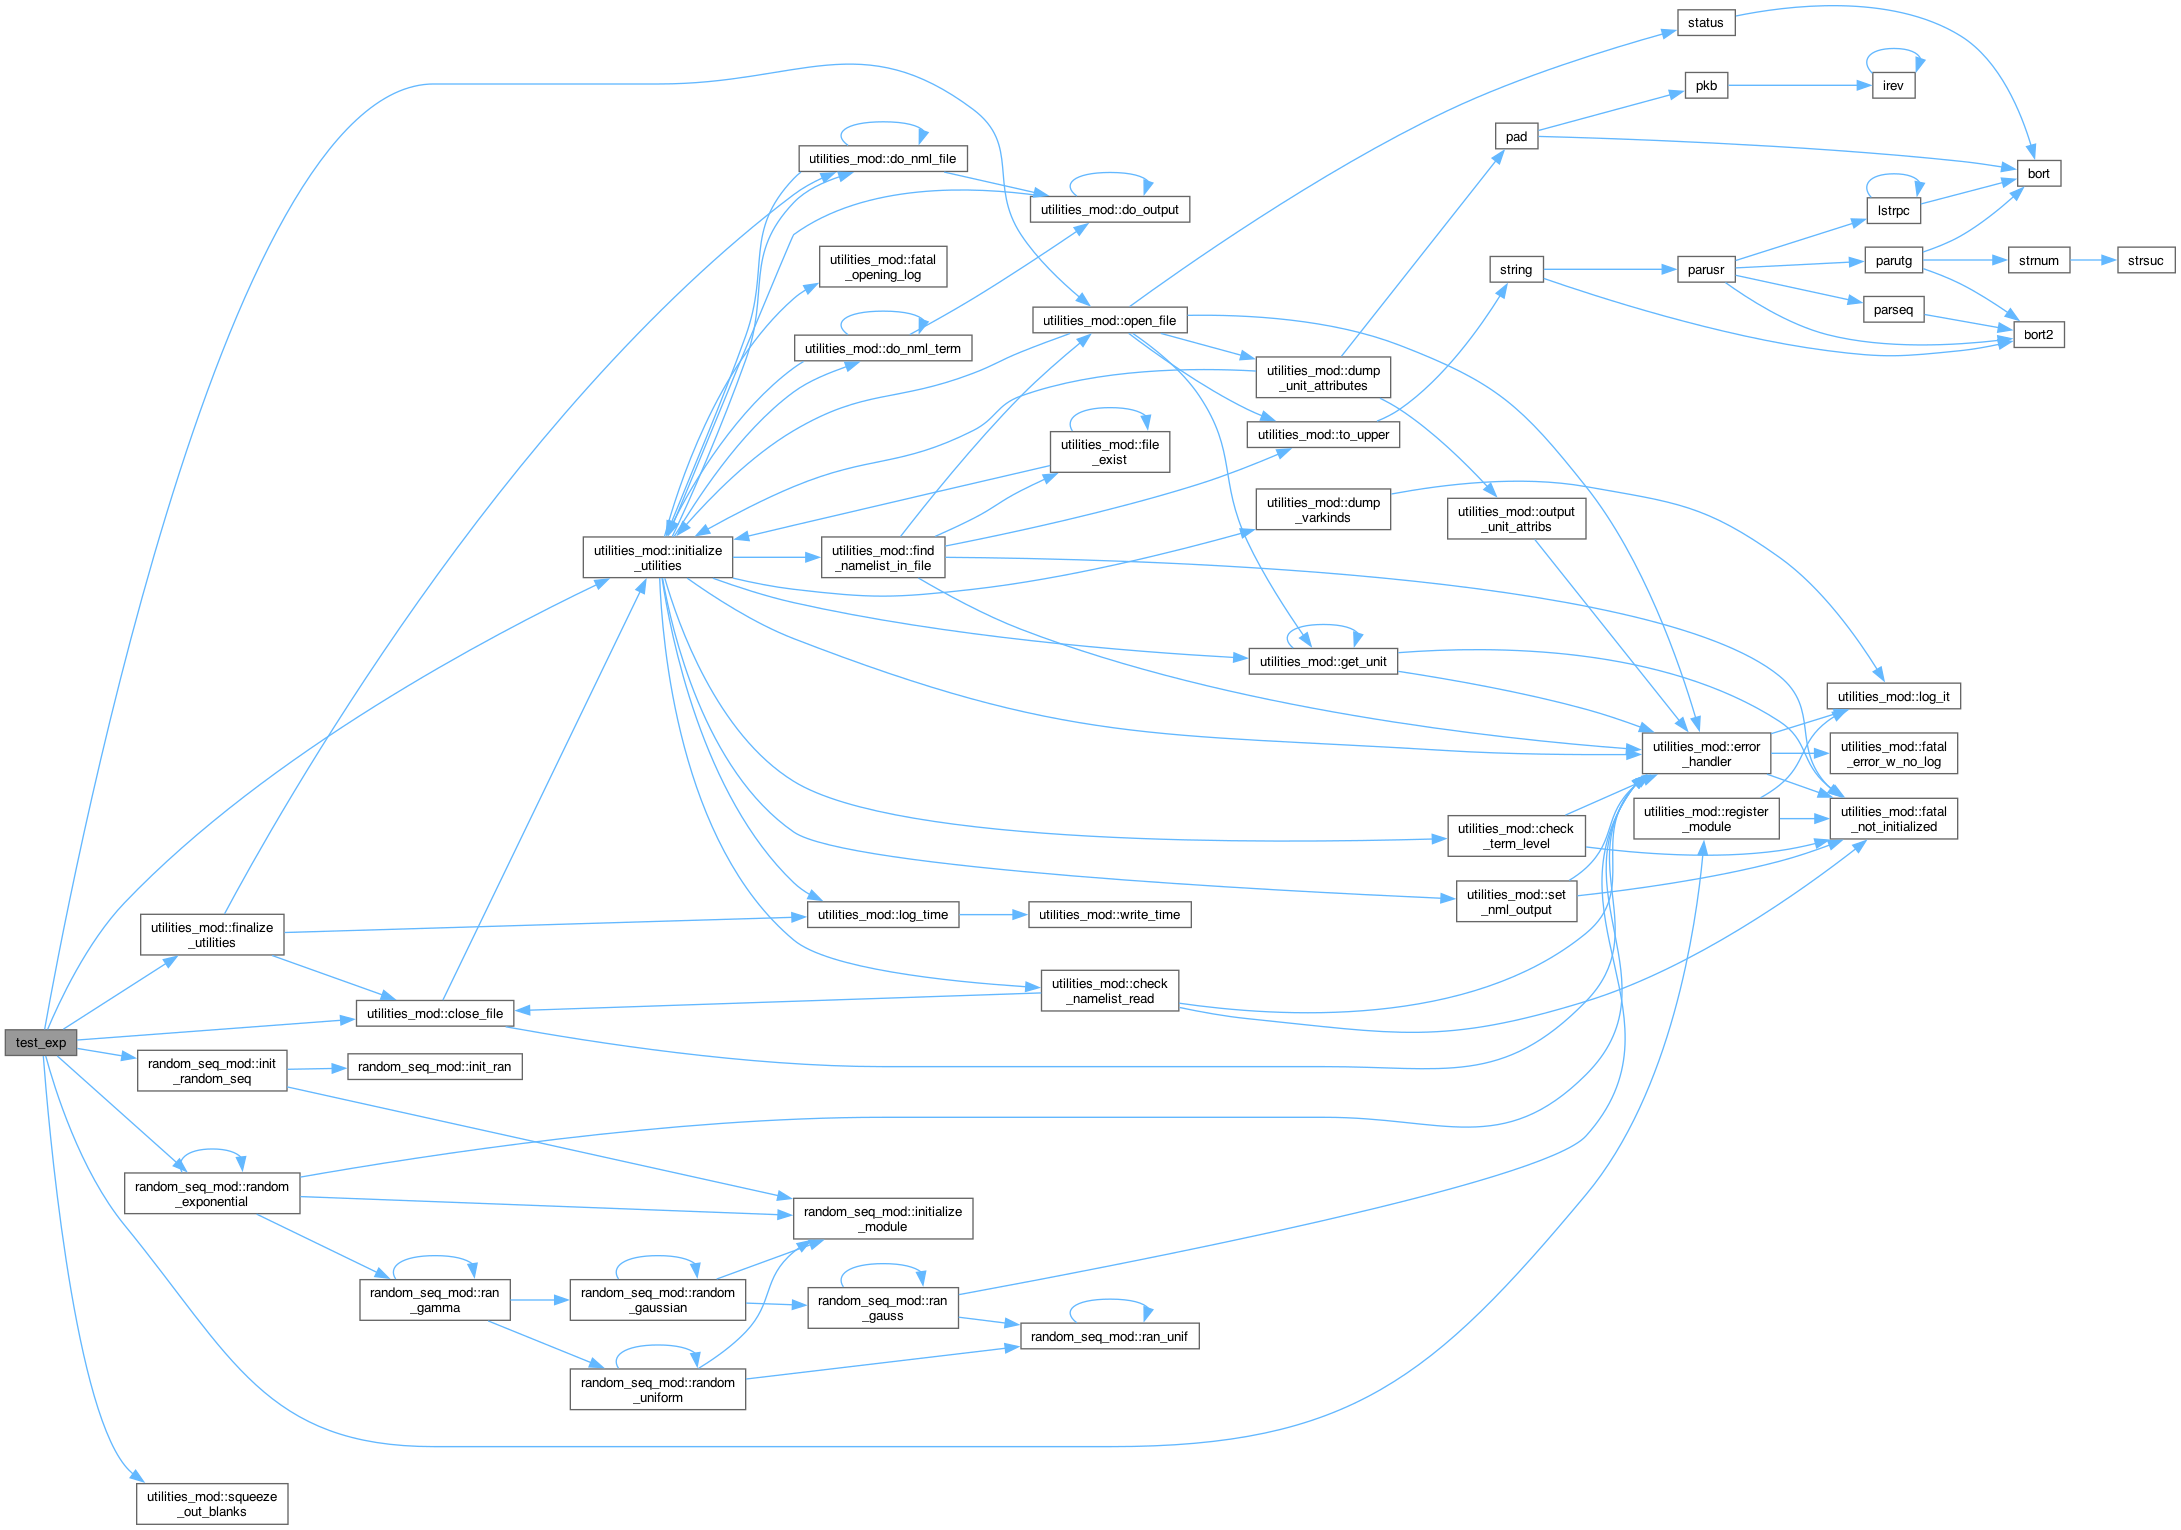 status
pkb
irev
pad
utilities_mod::do_nml_file
bort
utilities_mod::do_output
lstrpc
utilities_mod::fatal
_opening_log
string
parusr
parutg
strnum
strsuc
parseq
utilities_mod::open_file
bort2
utilities_mod::do_nml_term
utilities_mod::dump
_unit_attributes
utilities_mod::to_upper
utilities_mod::file
_exist
utilities_mod::dump
_varkinds
utilities_mod::output
_unit_attribs
utilities_mod::initialize
_utilities
utilities_mod::find
_namelist_in_file
utilities_mod::get_unit
utilities_mod::log_it
utilities_mod::error
_handler
utilities_mod::fatal
_error_w_no_log
utilities_mod::register
_module
utilities_mod::fatal
_not_initialized
utilities_mod::check
_term_level
utilities_mod::set
_nml_output
utilities_mod::log_time
utilities_mod::write_time
utilities_mod::finalize
_utilities
utilities_mod::check
_namelist_read
utilities_mod::close_file
test_exp
random_seq_mod::init
_random_seq
random_seq_mod::init_ran
random_seq_mod::random
_exponential
random_seq_mod::initialize
_module
random_seq_mod::ran
_gamma
random_seq_mod::random
_gaussian
random_seq_mod::ran
_gauss
random_seq_mod::ran_unif
random_seq_mod::random
_uniform
utilities_mod::squeeze
_out_blanks